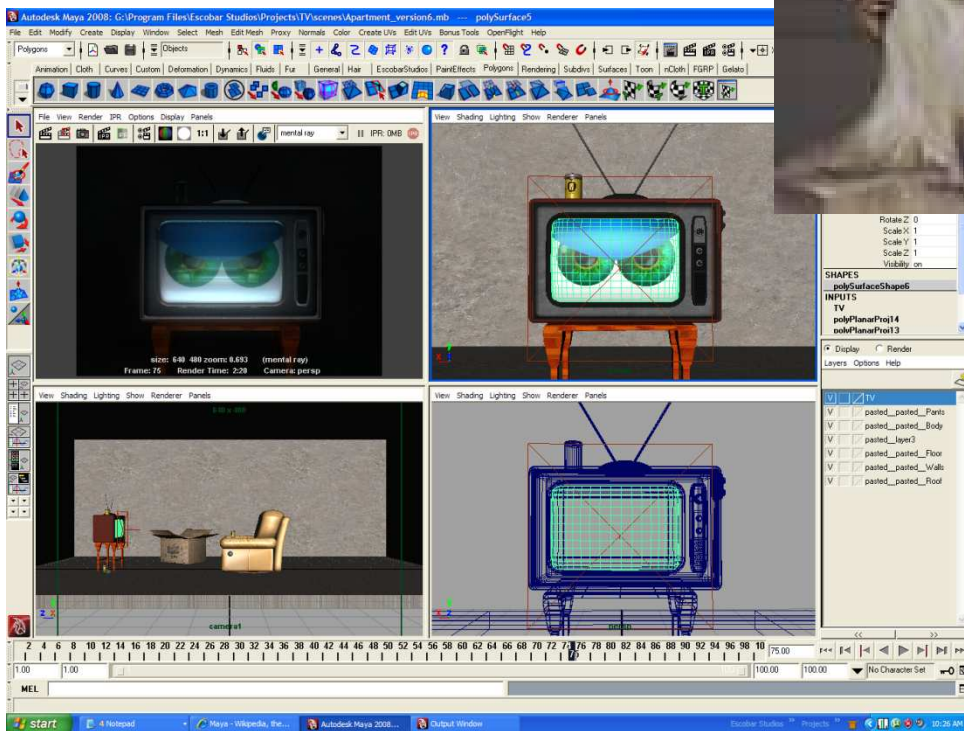 Autodesk Maya 2008: G:\Program Files\Escobar Studios\Projects\TV\scenes\Apartment_version6.mb --- polySurface5
File Edit Modify Create Display Window Select Mesh Edit Mesh Proxy Normals Color Create UVs Edit UVs Bonus Tools OpenFlight Help
Polygons Objects
Animation Cloth Curves Custom Deformation Dynamics Fluids Fur General Hair EscobarStudios PaintEffects Polygons Rendering Subdivs Surfaces Toon nCloth FGRP Gelato
File View Render IPR Options Display Panels
1:1 mental ray IPR: 0MB
size: 640 480 zoom: 0.693 (mental ray)
Frame: 75 Render Time: 2:20 Camera: persp
View Shading Lighting Show Renderer Panels
Rotate Z 0
Scale X 1
Scale Y 1
Scale Z 1
Visibility on
SHAPES
polySurfaceShape6
INPUTS
TV
polyPlanarProj14
polyPlanarProj13
Display Render
Layers Options Help
V TV
V pasted__pasted__Pants
V pasted__pasted__Body
V pasted__layer3
V pasted__pasted__Floor
V pasted__pasted__Walls
V pasted__pasted__Roof
View Shading Lighting Show Renderer Panels
640 x 480
camera1
View Shading Lighting Show Renderer Panels
persp
2 4 6 8 10 12 14 16 18 20 22 24 26 28 30 32 34 36 38 40 42 44 46 48 50 52 54 56 58 60 62 64 66 68 70 72 76 78 80 82 84 86 88 90 92 94 96 98 10 75.00
1.00 1.00 100.00 100.00 No Character Set
MEL
start 4 Notepad Maya - Wikipedia, the... Autodesk Maya 2008... Output Window Escobar Studios Projects 10:26 AM